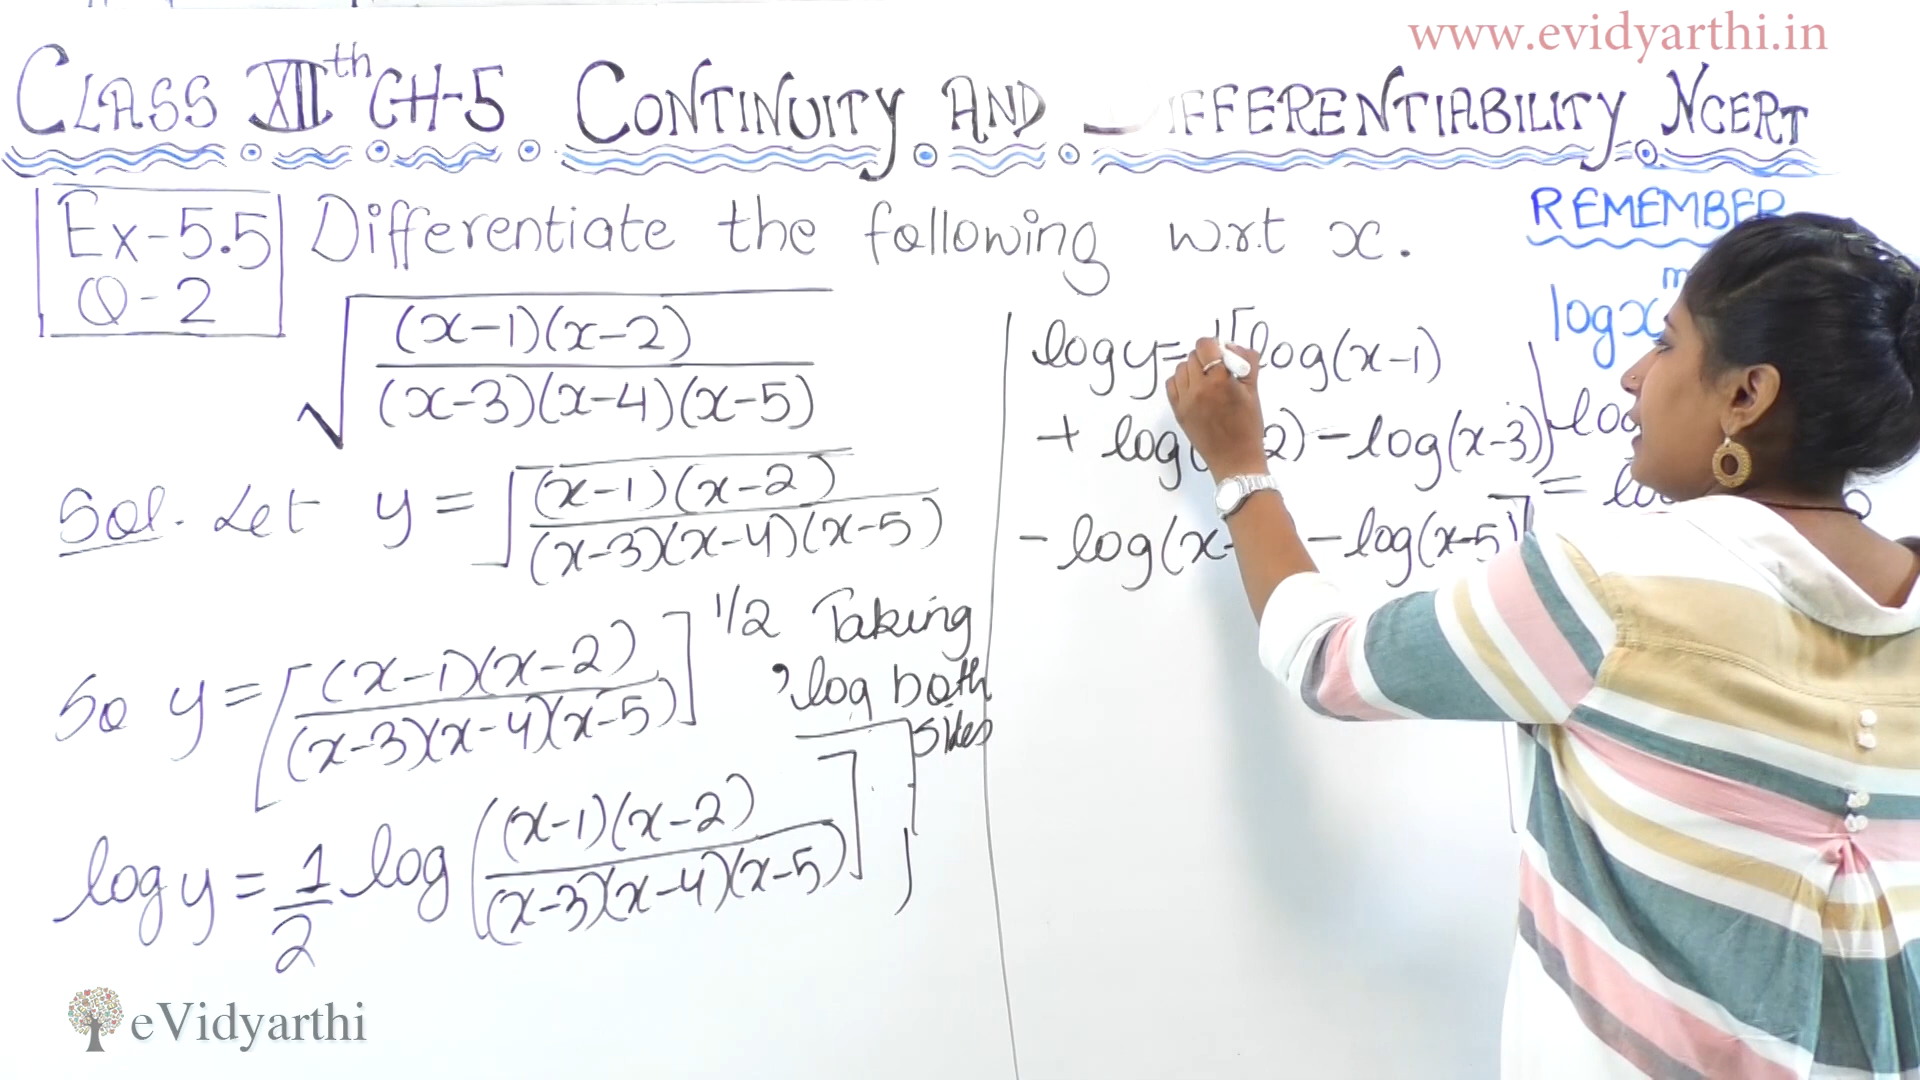 www.evidyarthi.in
CLASS XIIth CH-5. CONTINUITY AND DIFFERENTIABILITY NCERT
Ex-5.5
Q-2
Differentiate the following w.r.t x.
√((x-1)(x-2)
(x-3)(x-4)(x-5))
Sol. Let y = √((x-1)(x-2)
(x-3)(x-4)(x-5))
So y = [(x-1)(x-2)
(x-3)(x-4)(x-5)]^1/2
, Taking
log both
sides
log y = 1/2 log [(x-1)(x-2)
(x-3)(x-4)(x-5)]
log y = [log(x-1)
+ log 2) - log(x-3)
- log(x- - log(x-5)]
REMEMBER
log x^m
-log
=
eVidyarthi